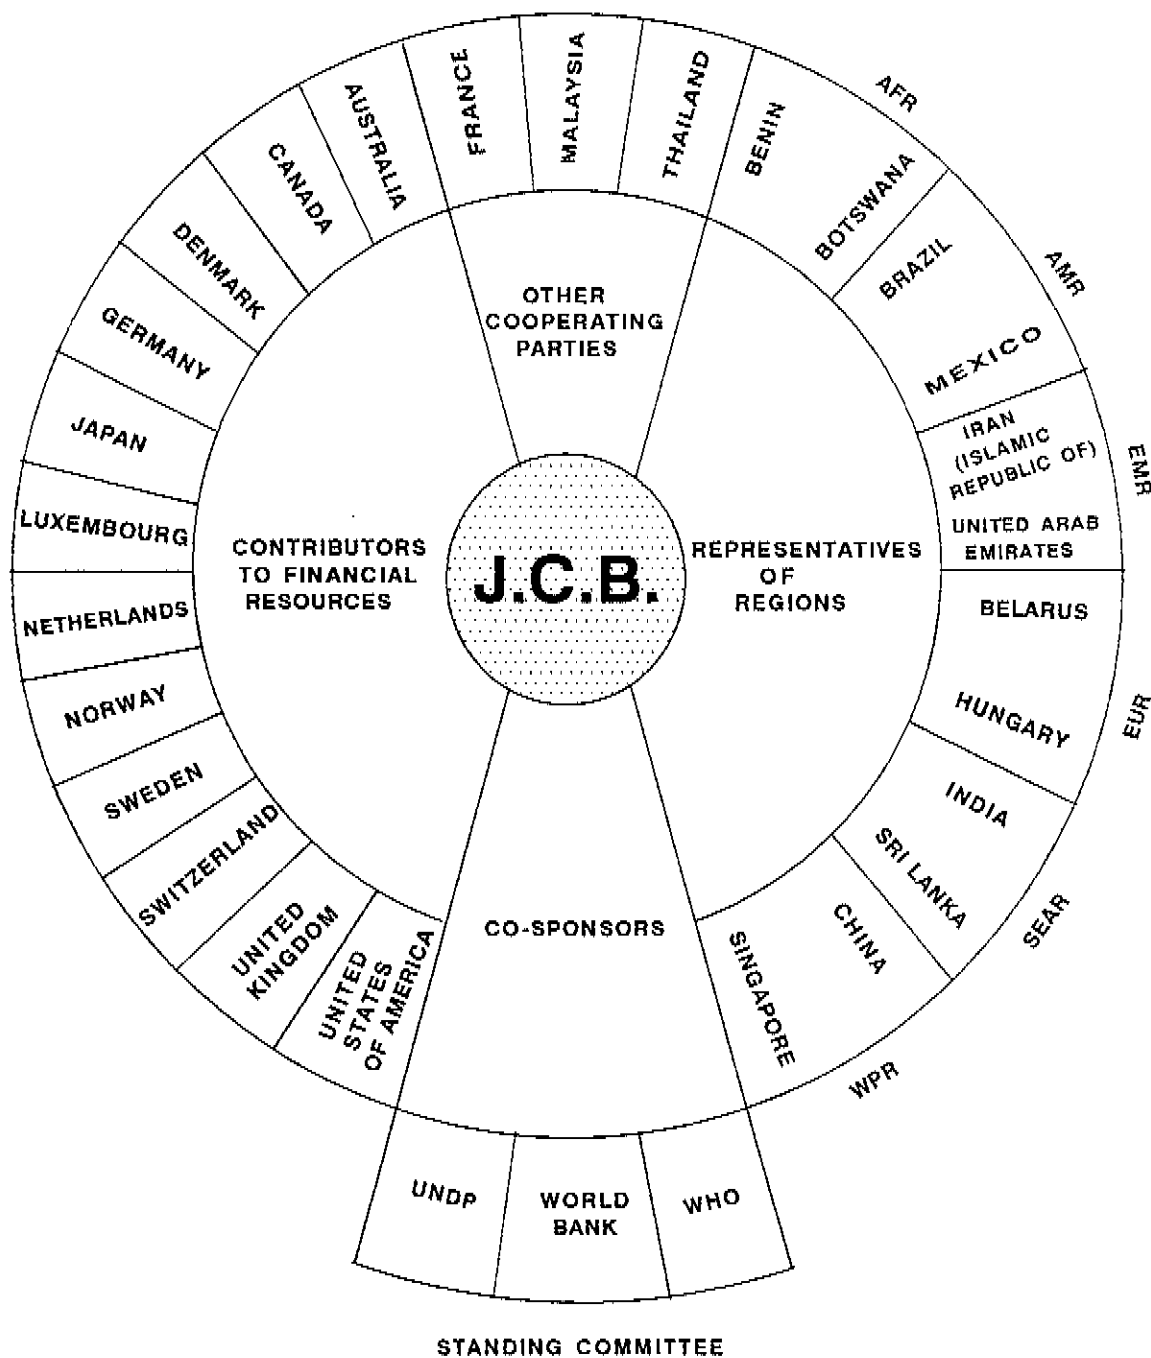 FRANCE
MALAYSIA
THAILAND
BENIN
AFR
BOTSWANA
BRAZIL
AMR
MEXICO
IRAN
(ISLAMIC
REPUBLIC OF)
EMR
UNITED ARAB
EMIRATES
BELARUS
HUNGARY
EUR
INDIA
SRI LANKA
SEAR
CHINA
SINGAPORE
WPR
AUSTRALIA
CANADA
DENMARK
GERMANY
JAPAN
LUXEMBOURG
NETHERLANDS
NORWAY
SWEDEN
SWITZERLAND
UNITED
KINGDOM
UNITED
STATES
OF AMERICA
OTHER
COOPERATING
PARTIES
CONTRIBUTORS
TO FINANCIAL
RESOURCES
J.C.B.
REPRESENTATIVES
OF
REGIONS
CO-SPONSORS
UNDP
WORLD
BANK
WHO
STANDING COMMITTEE